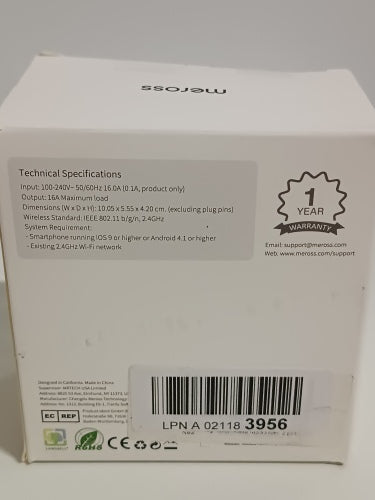 meross
Technical Specifications
Input: 100-240V~ 50/60Hz 16.0A (0.1A, product only)
Output: 16A Maximum load
Dimensions (W x D x H): 10.05 x 5.55 x 4.20 cm. (excluding plug pins)
Wireless Standard: IEEE 802.11 b/g/n, 2.4GHz
System Requirement:
- Smartphone running iOS 9 or higher or Android 4.1 or higher
- Existing 2.4GHz Wi-Fi network
1
YEAR
WARRANTY
Email: support@meross.com
Web: www.meross.com/support
Designed in California. Made in China
EC REP
LPN A 02118 3956
RoHS
CE